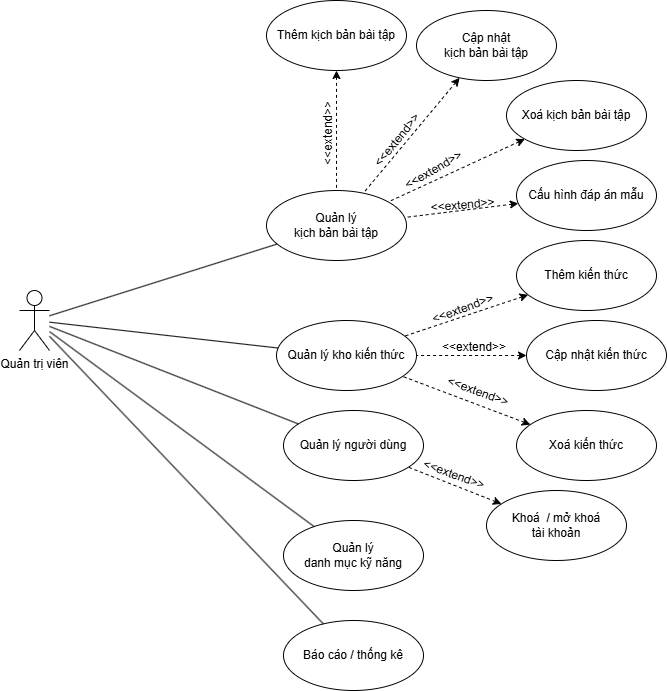 Thêm kịch bản bài tập
Cập nhật
kịch bản bài tập
<<extend>>
<<extend>>
Xoá kịch bản bài tập
<<extend>>
Cấu hình đáp án mẫu
<<extend>>
Quản lý
kịch bản bài tập
Thêm kiến thức
<<extend>>
Quản lý kho kiến thức
<<extend>>
Cập nhật kiến thức
Quản trị viên
<<extend>>
Xoá kiến thức
Quản lý người dùng
<<extend>>
Khoá / mở khoá
tài khoản
Quản lý
danh mục kỹ năng
Báo cáo / thống kê